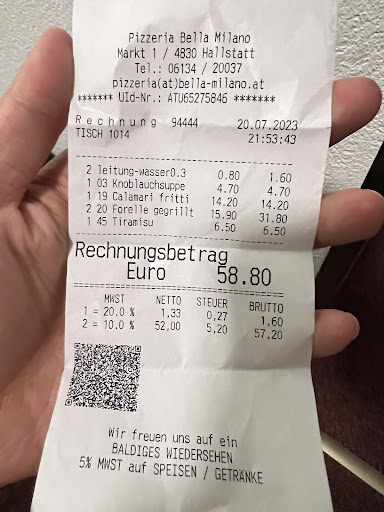 Pizzeria Bella Milano
Markt 1 / 4830 Hallstatt
Tel.: 06134 / 20037
pizzeria(at)bella-milano.at
******* UId-Nr.: ATU65275846 *******
Rechnung 94444 20.07.2023
TISCH 1014 21:53:43
2 leitung-wasser0.3 0.80 1.60
1 03 Knoblauchsuppe 4.70 4.70
1 19 Calamari fritti 14.20 14.20
2 20 Forelle gegrillt 15.90 31.80
1 45 Tiramisu 6.50 6.50
Rechnungsbetrag
Euro 58.80
MWST NETTO STEUER BRUTTO
1 = 20.0 % 1,33 0,27 1,60
2 = 10.0 % 52,00 5,20 57,20
Wir freuen uns auf ein
BALDIGES WIEDERSEHEN
5% MWST auf SPEISEN / GETRÄNKE